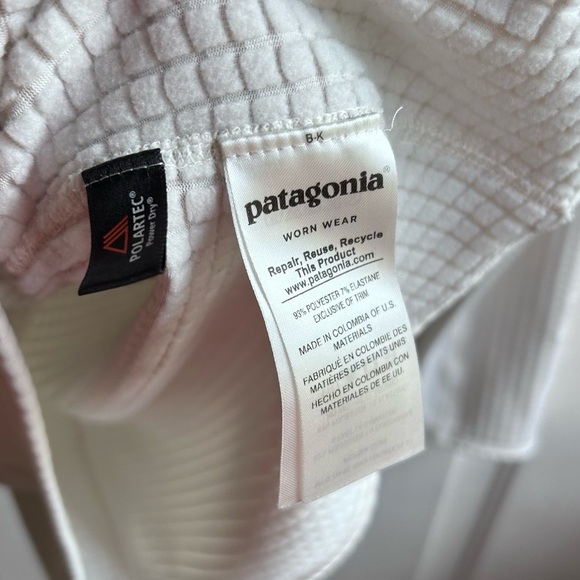 B-K
patagonia®
WORN WEAR
Repair, Reuse, Recycle
This Product
www.patagonia.com
93% POLYESTER 7% ELASTANE
EXCLUSIVE OF TRIM
MADE IN COLOMBIA OF U.S.
MATERIALS
FABRIQUÉ EN COLOMBIE DES
MATIÈRES DES ETATS-UNIS
HECHO EN COLOMBIA CON
MATERIALES DE EE UU.
POLARTEC®
Power Dry®